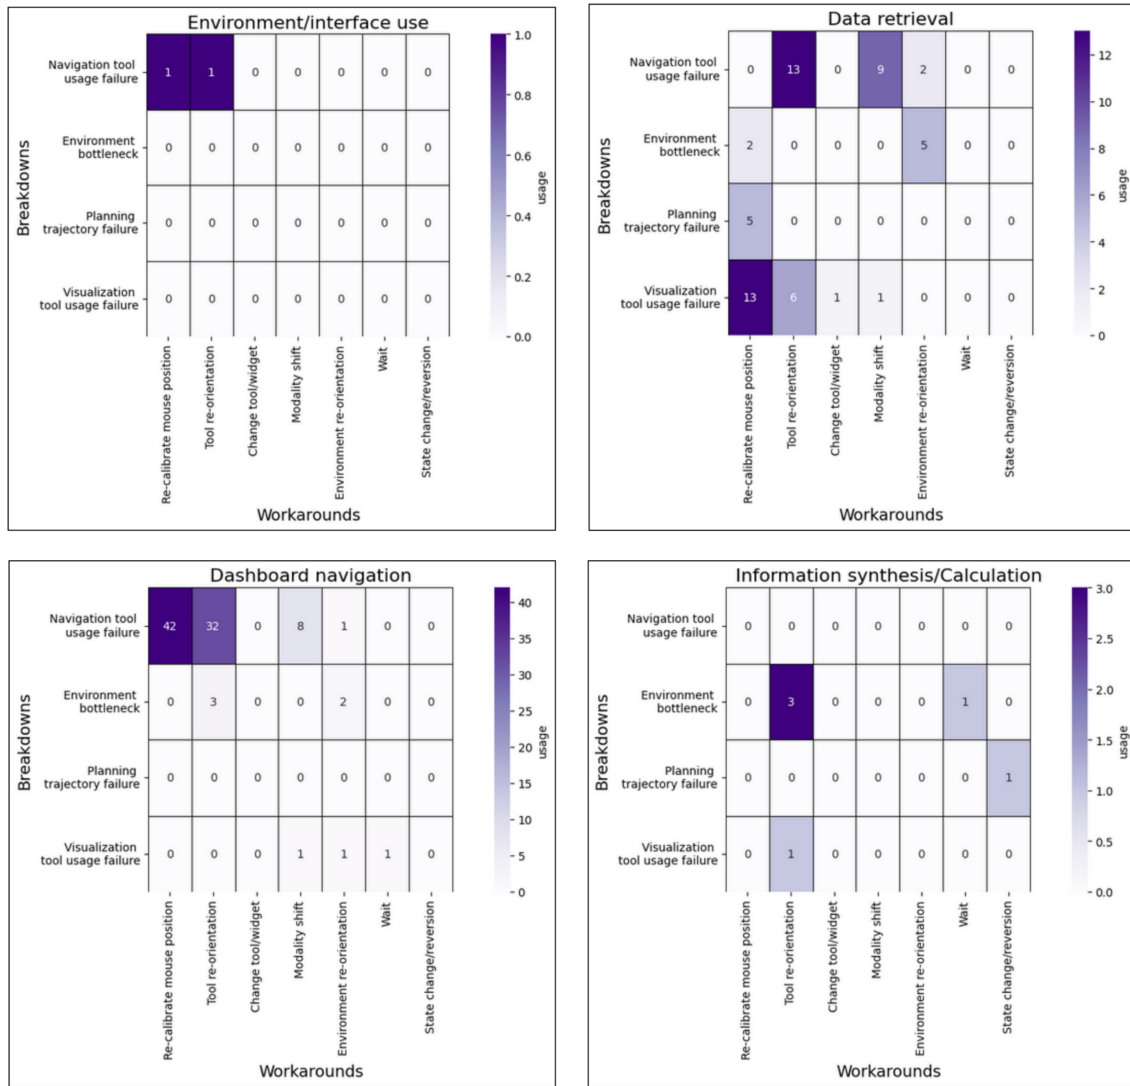 Environment/interface use
Breakdowns
Navigation tool
usage failure
1 1 0 0 0 0 0
Environment
bottleneck
0 0 0 0 0 0 0
Planning
trajectory failure
0 0 0 0 0 0 0
Visualization
tool usage failure
0 0 0 0 0 0 0
Re-calibrate mouse position
Tool re-orientation
Change tool/widget
Modality shift
Environment re-orientation
Wait
State change/reversion
Workarounds
1.0
0.8
0.6
0.4
0.2
0.0
usage
Data retrieval
Breakdowns
Navigation tool
usage failure
0 13 0 9 2 0 0
Environment
bottleneck
2 0 0 0 5 0 0
Planning
trajectory failure
5 0 0 0 0 0 0
Visualization
tool usage failure
13 6 1 1 0 0 0
Re-calibrate mouse position
Tool re-orientation
Change tool/widget
Modality shift
Environment re-orientation
Wait
State change/reversion
Workarounds
12
10
8
6
4
2
0
usage
Dashboard navigation
Breakdowns
Navigation tool
usage failure
42 32 0 8 1 0 0
Environment
bottleneck
0 3 0 0 2 0 0
Planning
trajectory failure
0 0 0 0 0 0 0
Visualization
tool usage failure
0 0 0 1 1 1 0
Re-calibrate mouse position
Tool re-orientation
Change tool/widget
Modality shift
Environment re-orientation
Wait
State change/reversion
Workarounds
40
35
30
25
20
15
10
5
0
usage
Information synthesis/Calculation
Breakdowns
Navigation tool
usage failure
0 0 0 0 0 0 0
Environment
bottleneck
0 3 0 0 0 1 0
Planning
trajectory failure
0 0 0 0 0 0 1
Visualization
tool usage failure
0 1 0 0 0 0 0
Re-calibrate mouse position
Tool re-orientation
Change tool/widget
Modality shift
Environment re-orientation
Wait
State change/reversion
Workarounds
3.0
2.5
2.0
1.5
1.0
0.5
0.0
usage